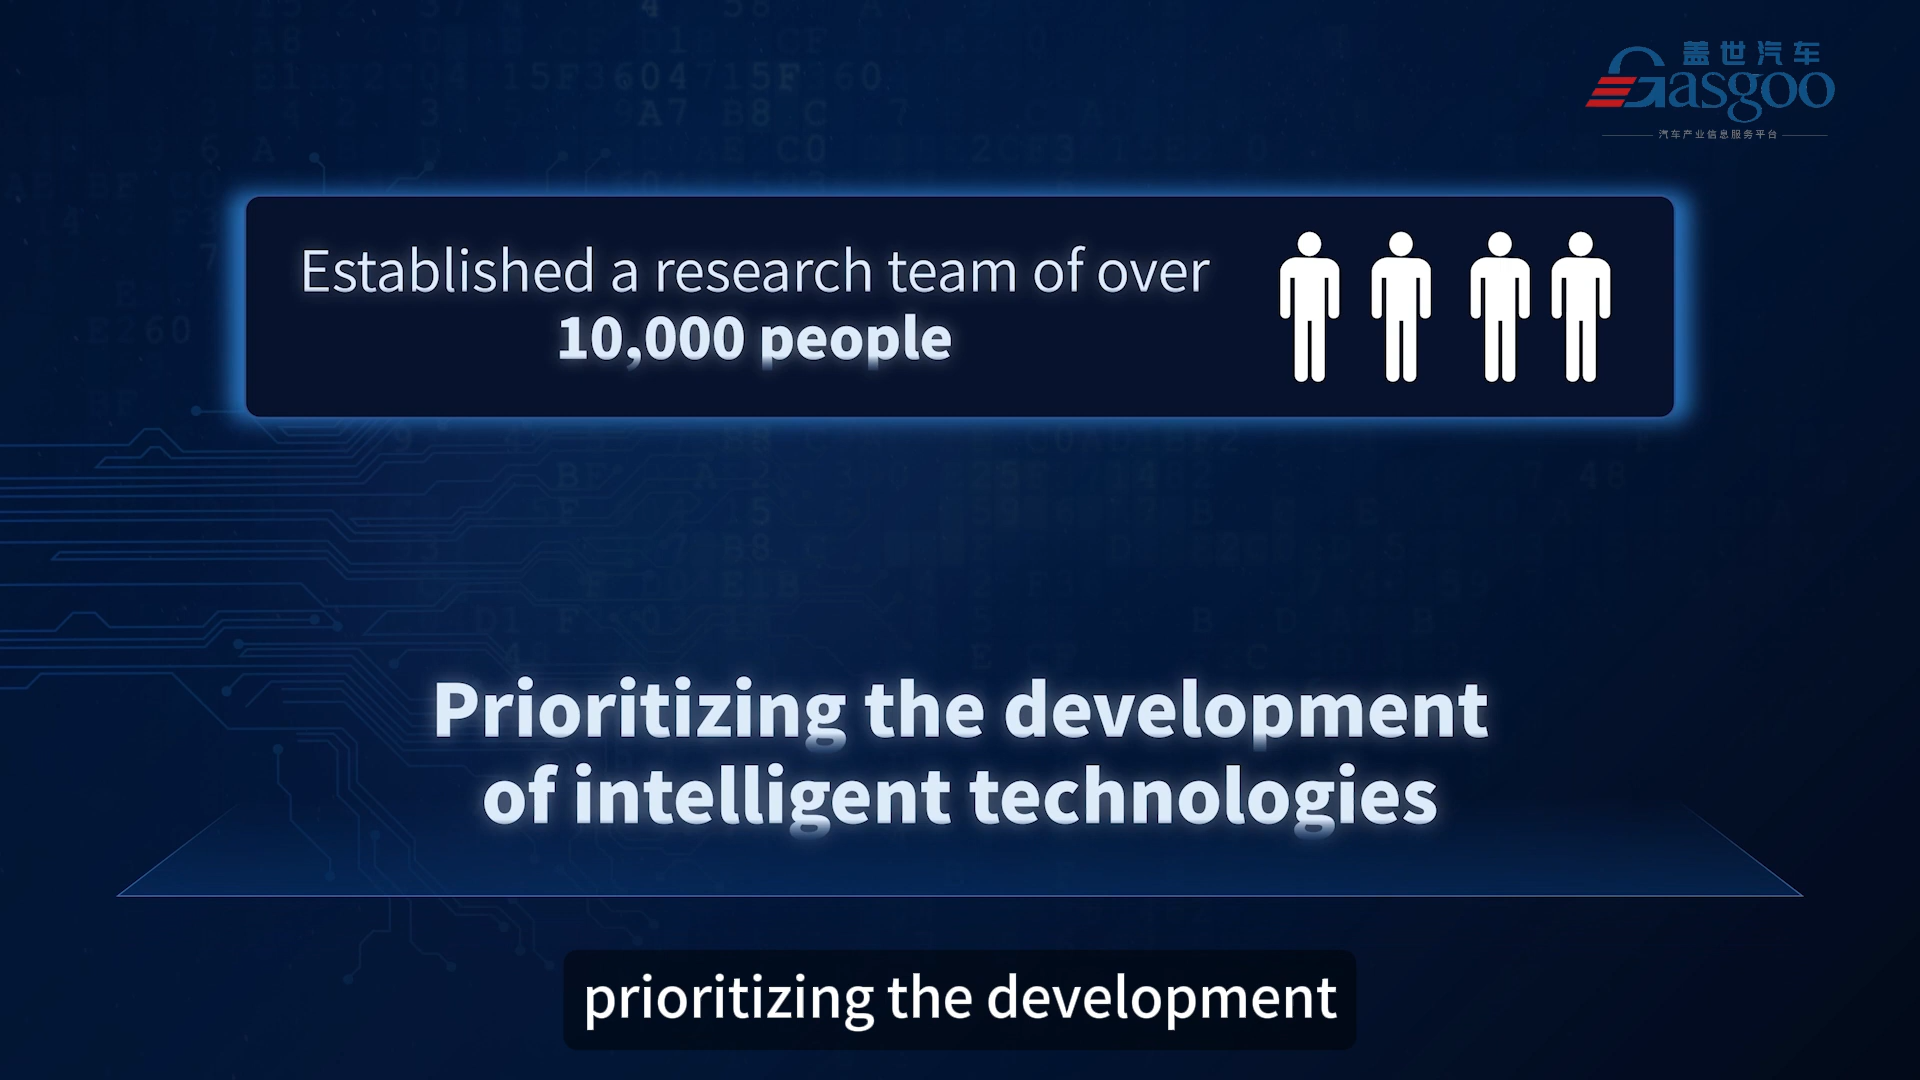 盖世汽车
Gasgoo
汽车产业信息服务平台
Established a research team of over
10,000 people
Prioritizing the development
of intelligent technologies
prioritizing the development